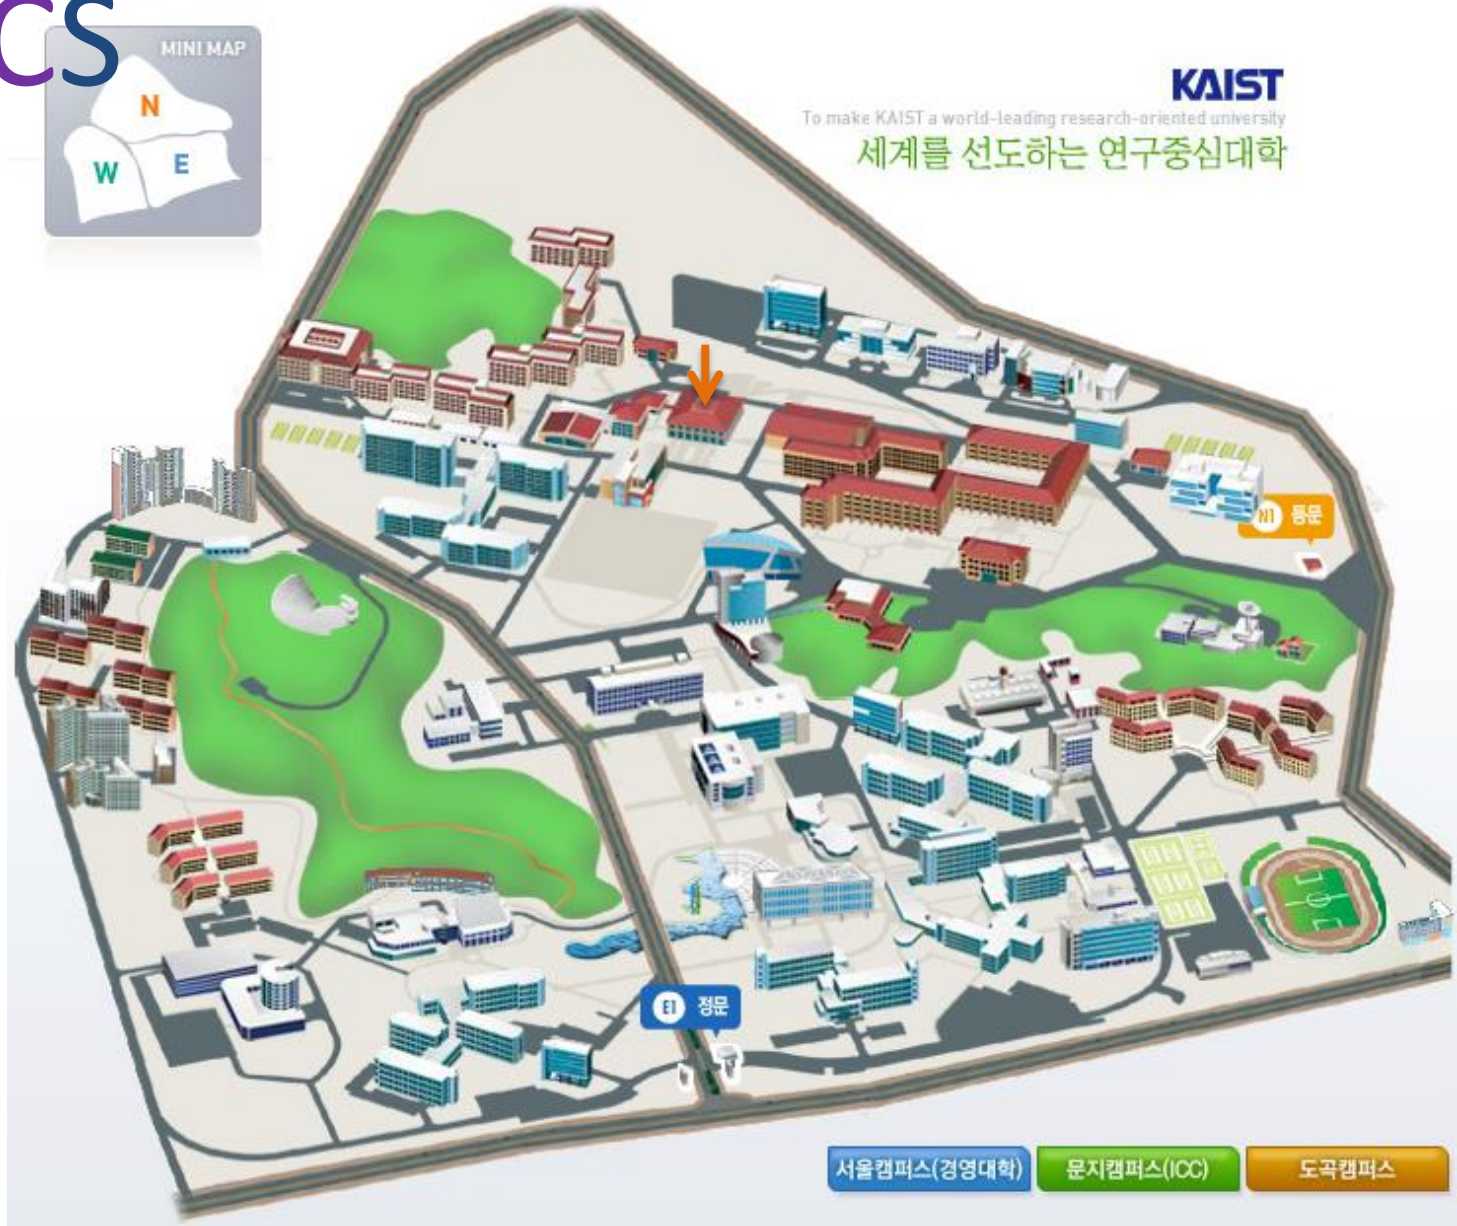 CS
MINI MAP
N
W
E
KAIST
To make KAIST a world-leading research-oriented university
세계를 선도하는 연구중심대학
N1 동문
E1 정문
서울캠퍼스(경영대학)
문지캠퍼스(ICC)
도곡캠퍼스